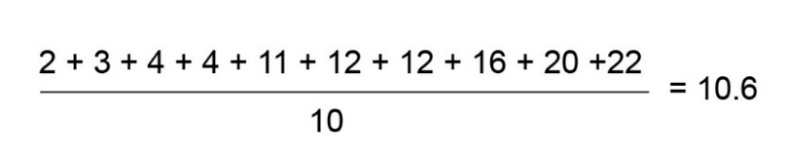 2 + 3 + 4 + 4 + 11 + 12 + 12 + 16 + 20 +22
= 10.6
10